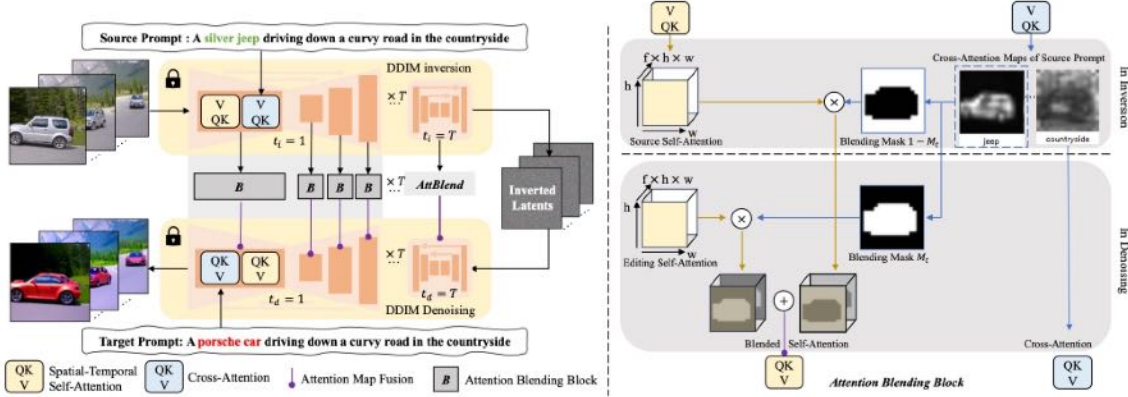 Source Prompt : A silver jeep driving down a curvy road in the countryside
DDIM inversion
V
QK
V
QK
× T
...
t_i = 1
t_i = T
B
B
B
B
× T
...
AttBlend
Inverted
Latents
QK
V
QK
V
× T
...
t_d = 1
t_d = T
DDIM Denoising
Target Prompt: A porsche car driving down a curvy road in the countryside
QK
V
Spatial-Temporal
Self-Attention
QK
V
Cross-Attention
Attention Map Fusion
B
Attention Blending Block
V
QK
V
QK
f × h × w
h
w
Source Self-Attention
×
Blending Mask 1 − M_t
Cross-Attention Maps of Source Prompt
...
jeep
countryside
in Inversion
f × h × w
h
w
Editing Self-Attention
×
Blending Mask M_t
in Denoising
+
Blended Self-Attention
Cross-Attention
QK
V
Attention Blending Block
QK
V